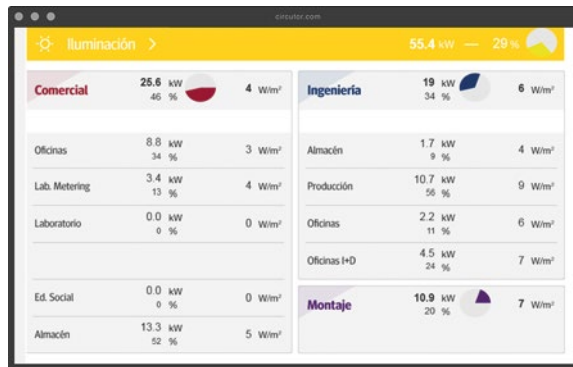 circutor.com
Iluminación >
55.4 kW — 29 %
Comercial 25.6 kW 4 W/m²
46 %
Oficinas 8.8 kW 3 W/m²
34 %
Lab. Metering 3.4 kW 4 W/m²
13 %
Laboratorio 0.0 kW 0 W/m²
0 %
Ed. Social 0.0 kW 0 W/m²
0 %
Almacén 13.3 kW 5 W/m²
52 %
Ingeniería 19 kW 6 W/m²
34 %
Almacén 1.7 kW 4 W/m²
9 %
Producción 10.7 kW 9 W/m²
56 %
Oficinas 2.2 kW 6 W/m²
11 %
Oficinas I+D 4.5 kW 7 W/m²
24 %
Montaje 10.9 kW 7 W/m²
20 %